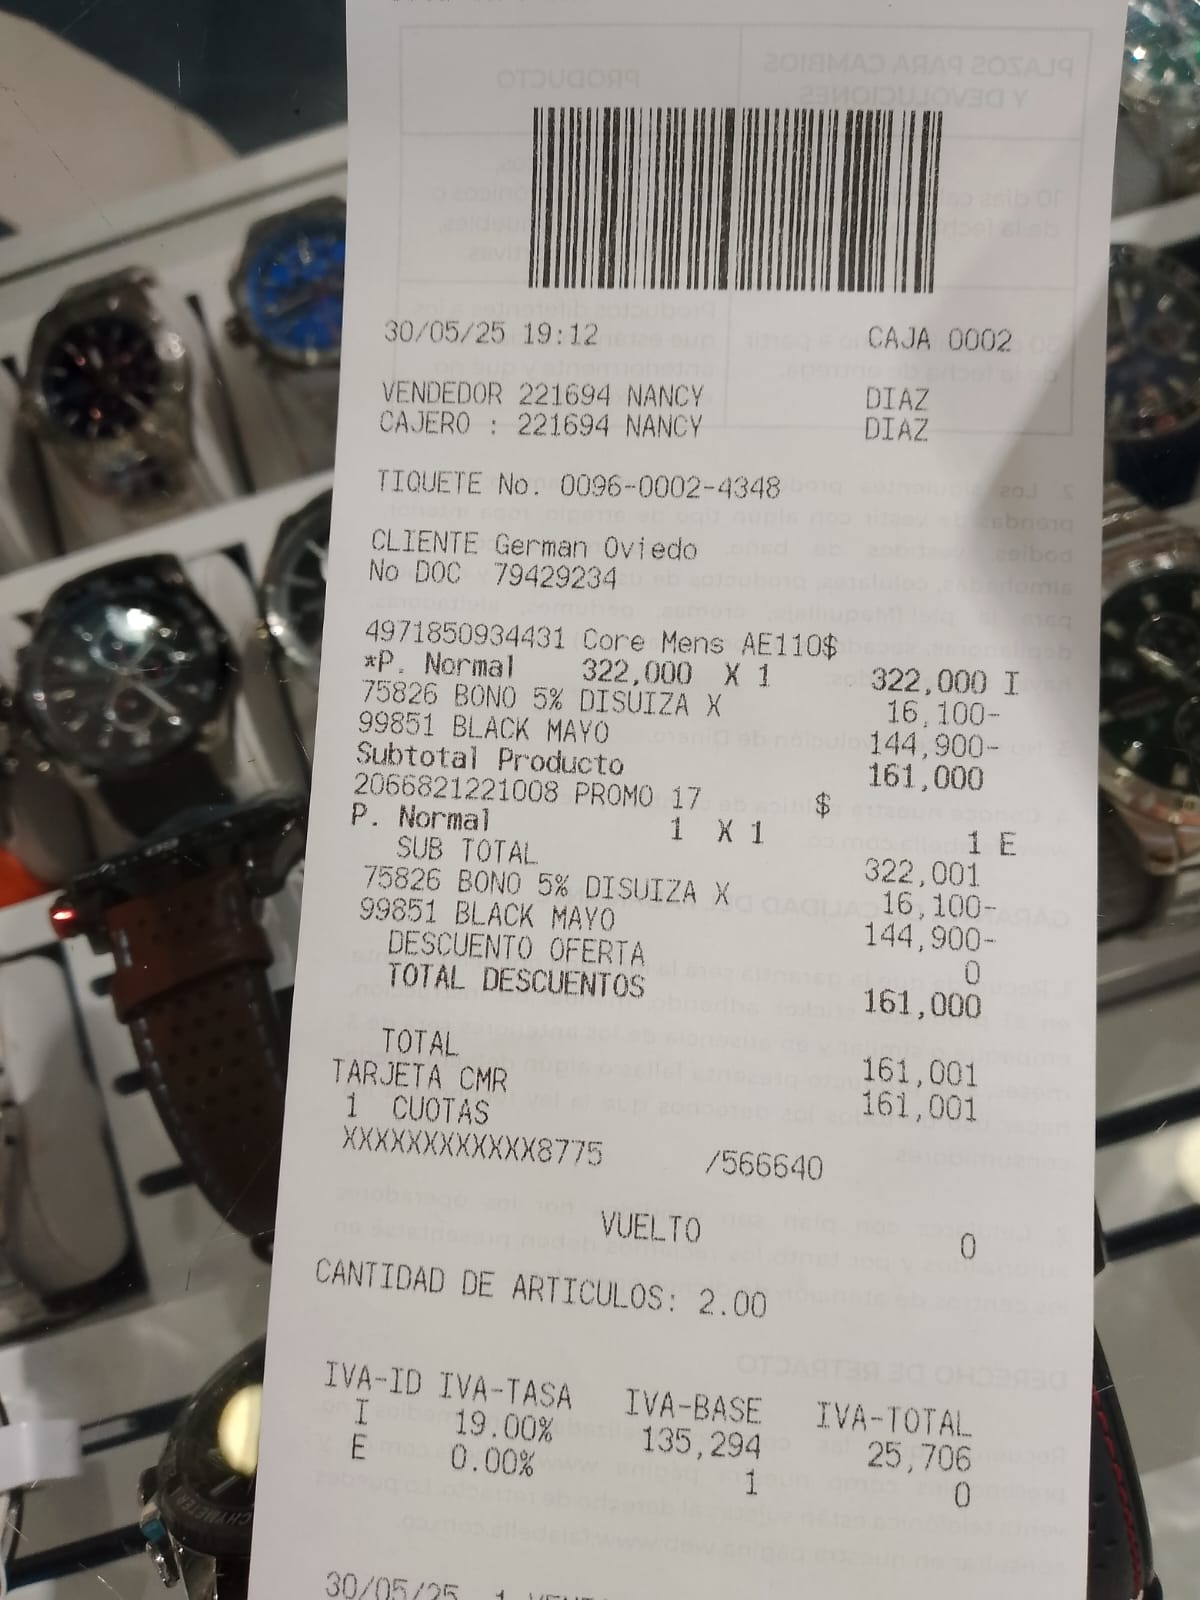 30/05/25 19:12 CAJA 0002
VENDEDOR 221694 NANCY DIAZ
CAJERO : 221694 NANCY DIAZ
TIQUETE No. 0096-0002-4348
CLIENTE German Oviedo
No DOC 79429234
4971850934431 Core Mens AE110$
*P. Normal 322,000 X 1 322,000 I
75826 BONO 5% DISUIZA X 16,100-
99851 BLACK MAYO 144,900-
Subtotal Producto 161,000
2066821221008 PROMO 17 $
P. Normal 1 X 1 1 E
SUB TOTAL 322,001
75826 BONO 5% DISUIZA X 16,100-
99851 BLACK MAYO 144,900-
DESCUENTO OFERTA 0
TOTAL DESCUENTOS 161,000
TOTAL 161,001
TARJETA CMR 161,001
1 CUOTAS
XXXXXXXXXXXX8775 /566640
VUELTO 0
CANTIDAD DE ARTICULOS: 2.00
IVA-ID IVA-TASA IVA-BASE IVA-TOTAL
I 19.00% 135,294 25,706
E 0.00% 1 0
30/05/25 1